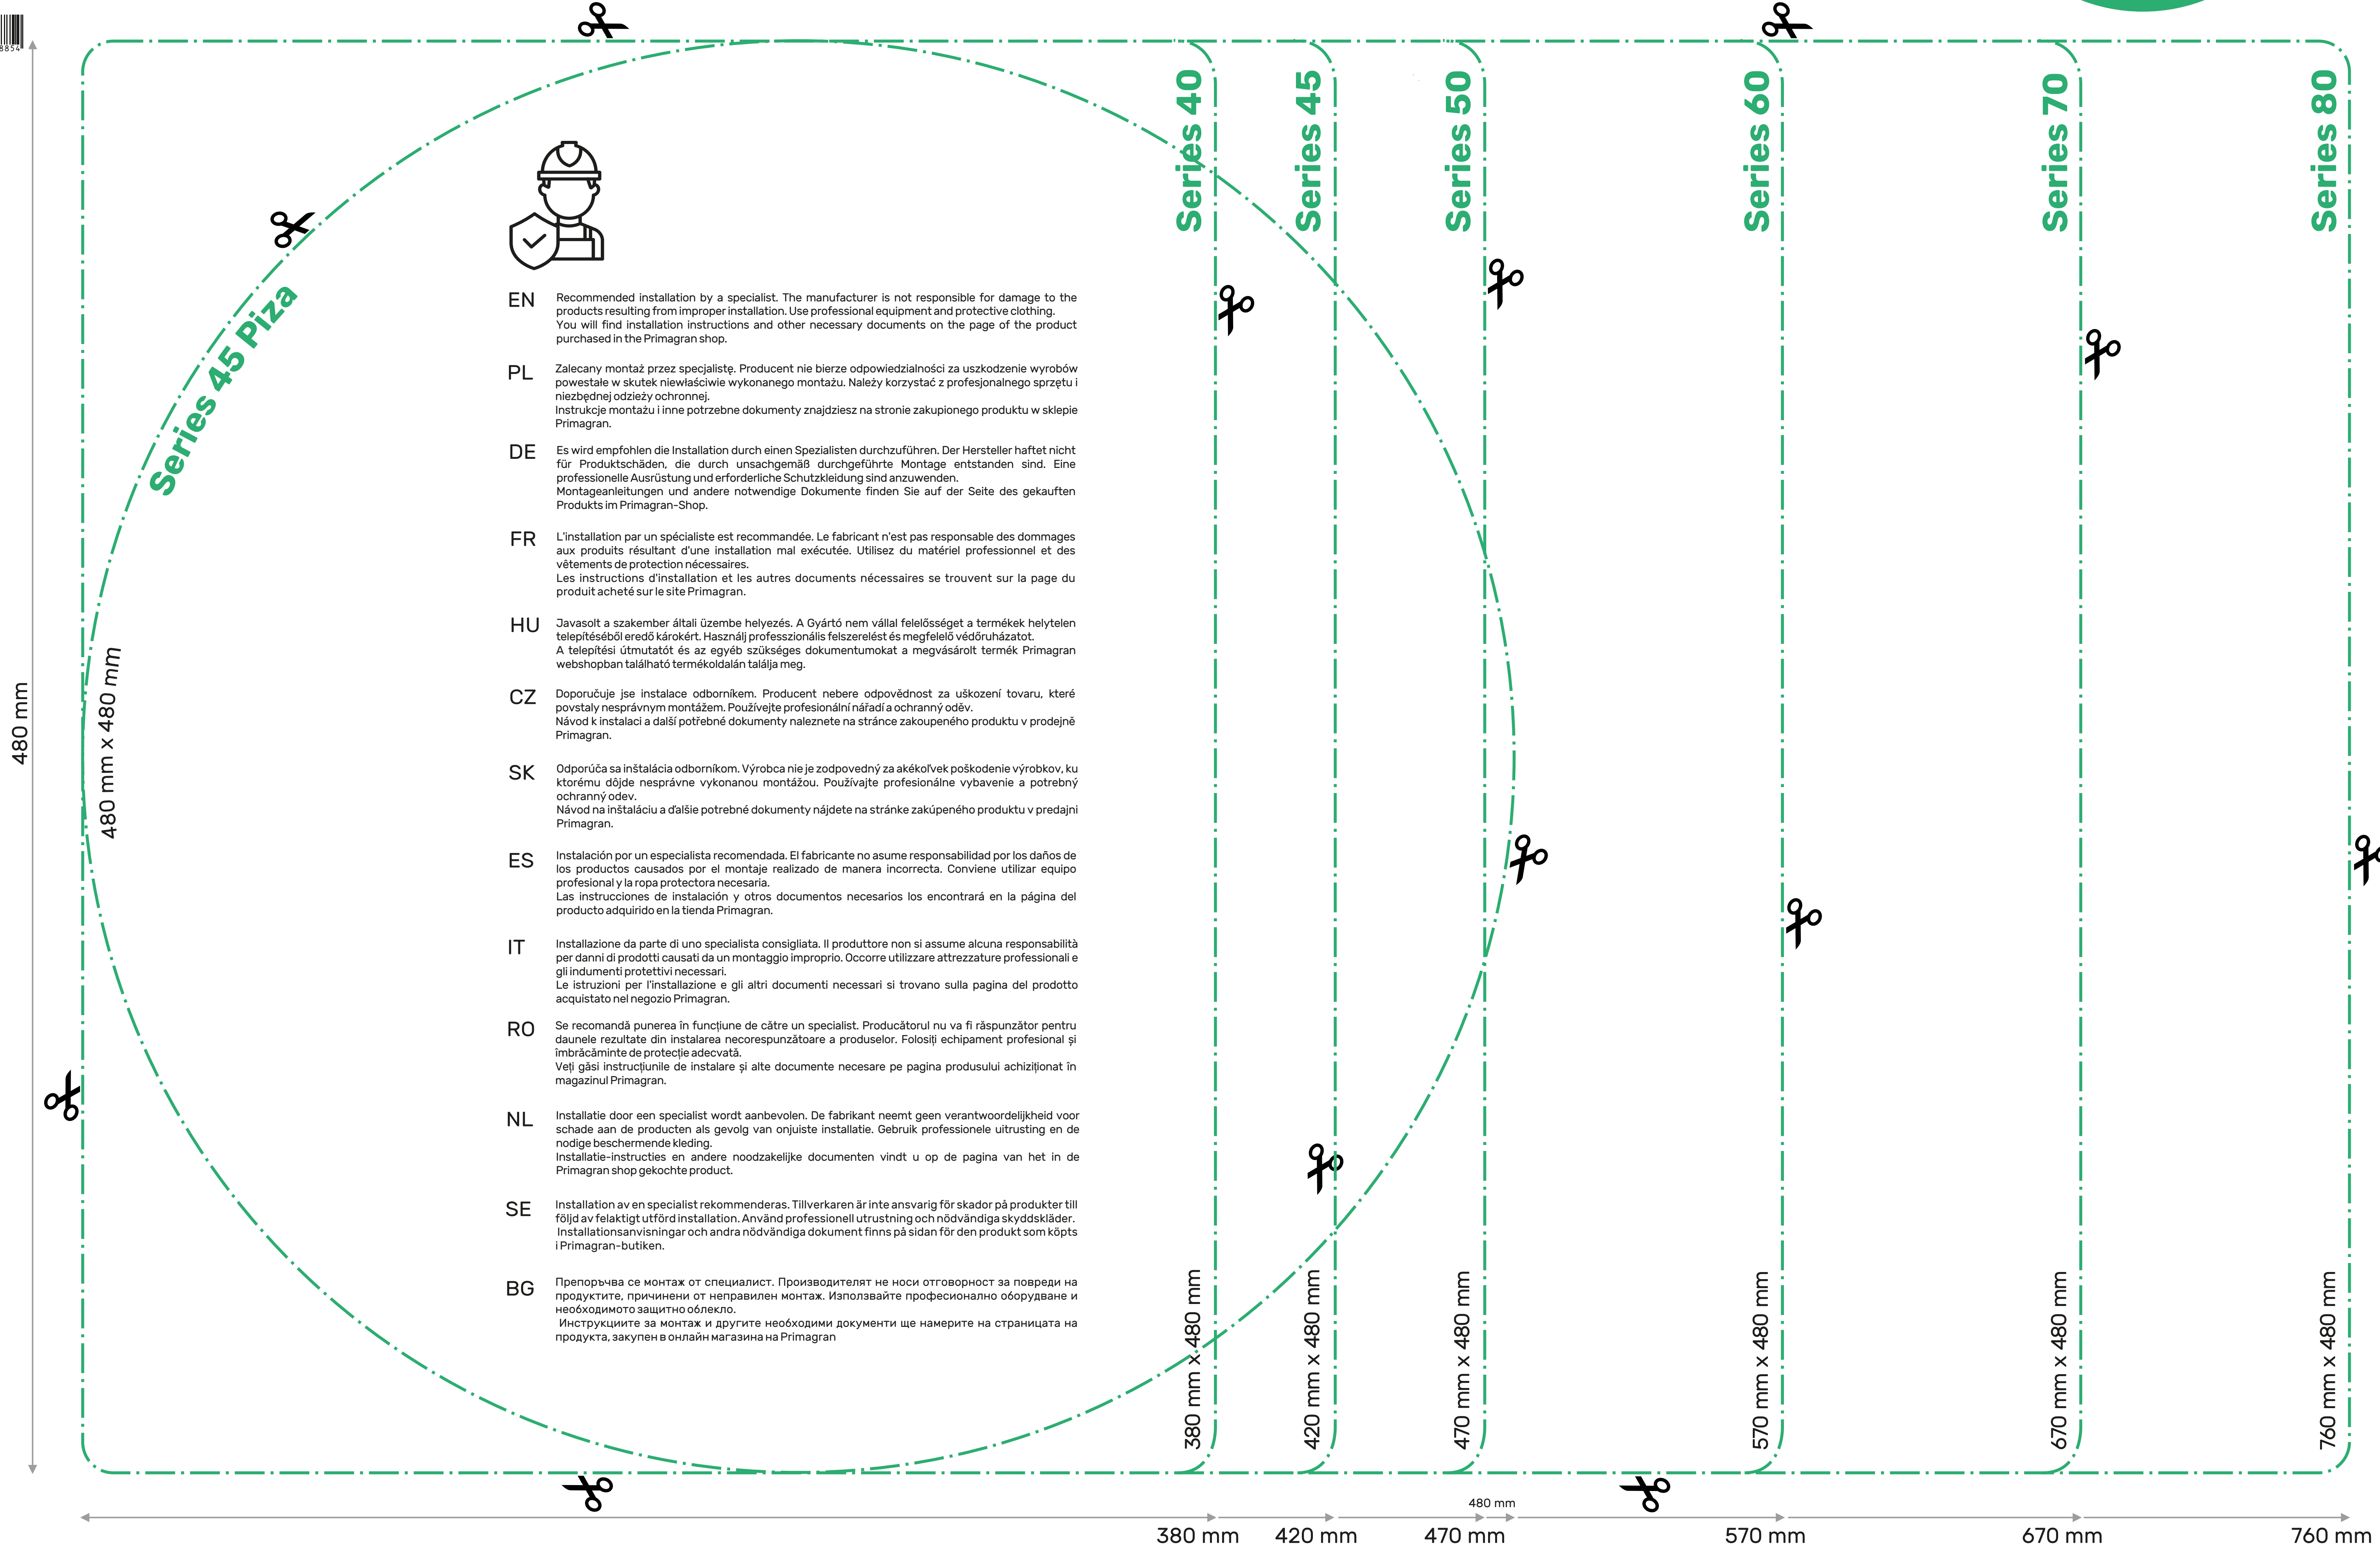 8854
Series 40
Series 45
Series 50
Series 60
Series 70
Series 80
Series 45 Piza
480 mm
480 mm x 480 mm
EN
Recommended installation by a specialist. The manufacturer is not responsible for damage to the
products resulting from improper installation. Use professional equipment and protective clothing.
You will find installation instructions and other necessary documents on the page of the product
purchased in the Primagran shop.
PL
Zalecany montaż przez specjalistę. Producent nie bierze odpowiedzialności za uszkodzenie wyrobów
powestałe w skutek niewłaściwie wykonanego montażu. Należy korzystać z profesjonalnego sprzętu i
niezbędnej odzieży ochronnej.
Instrukcje montażu i inne potrzebne dokumenty znajdziesz na stronie zakupionego produktu w sklepie
Primagran.
DE
Es wird empfohlen die Installation durch einen Spezialisten durchzuführen. Der Hersteller haftet nicht
für Produktschäden, die durch unsachgemäß durchgeführte Montage entstanden sind. Eine
professionelle Ausrüstung und erforderliche Schutzkleidung sind anzuwenden.
Montageanleitungen und andere notwendige Dokumente finden Sie auf der Seite des gekauften
Produkts im Primagran-Shop.
FR
L'installation par un spécialiste est recommandée. Le fabricant n'est pas responsable des dommages
aux produits résultant d'une installation mal exécutée. Utilisez du matériel professionnel et des
vêtements de protection nécessaires.
Les instructions d'installation et les autres documents nécessaires se trouvent sur la page du
produit acheté sur le site Primagran.
HU
Javasolt a szakember általi üzembe helyezés. A Gyártó nem vállal felelősséget a termékek helytelen
telepítéséből eredő károkért. Használj professzionális felszerelést és megfelelő védőruházatot.
A telepítési útmutatót és az egyéb szükséges dokumentumokat a megvásárolt termék Primagran
webshopban található termékoldalán találja meg.
CZ
Doporučuje jse instalace odborníkem. Producent nebere odpovědnost za uškození tovaru, které
povstaly nesprávnym montážem. Používejte profesionální nářadí a ochranný oděv.
Návod k instalaci a další potřebné dokumenty naleznete na stránce zakoupeného produktu v prodejně
Primagran.
SK
Odporúča sa inštalácia odborníkom. Výrobca nie je zodpovedný za akékoľvek poškodenie výrobkov, ku
ktorému dôjde nesprávne vykonanou montážou. Používajte profesionálne vybavenie a potrebný
ochranný odev.
Návod na inštaláciu a ďalšie potrebné dokumenty nájdete na stránke zakúpeného produktu v predajni
Primagran.
ES
Instalación por un especialista recomendada. El fabricante no asume responsabilidad por los daños de
los productos causados por el montaje realizado de manera incorrecta. Conviene utilizar equipo
profesional y la ropa protectora necesaria.
Las instrucciones de instalación y otros documentos necesarios los encontrará en la página del
producto adquirido en la tienda Primagran.
IT
Installazione da parte di uno specialista consigliata. Il produttore non si assume alcuna responsabilità
per danni di prodotti causati da un montaggio improprio. Occorre utilizzare attrezzature professionali e
gli indumenti protettivi necessari.
Le istruzioni per l'installazione e gli altri documenti necessari si trovano sulla pagina del prodotto
acquistato nel negozio Primagran.
RO
Se recomandă punerea în funcțiune de către un specialist. Producătorul nu va fi răspunzător pentru
daunele rezultate din instalarea necorespunzătoare a produselor. Folosiți echipament profesional și
îmbrăcăminte de protecție adecvată.
Veți găsi instrucțiunile de instalare și alte documente necesare pe pagina produsului achiziționat în
magazinul Primagran.
NL
Installatie door een specialist wordt aanbevolen. De fabrikant neemt geen verantwoordelijkheid voor
schade aan de producten als gevolg van onjuiste installatie. Gebruik professionele uitrusting en de
nodige beschermende kleding.
Installatie-instructies en andere noodzakelijke documenten vindt u op de pagina van het in de
Primagran shop gekochte product.
SE
Installation av en specialist rekommenderas. Tillverkaren är inte ansvarig för skador på produkter till
följd av felaktigt utförd installation. Använd professionell utrustning och nödvändiga skyddskläder.
Installationsanvisningar och andra nödvändiga dokument finns på sidan för den produkt som köpts
i Primagran-butiken.
BG
Препоръчва се монтаж от специалист. Производителят не носи отговорност за повреди на
продуктите, причинени от неправилен монтаж. Използвайте професионално оборудване и
необходимото защитно облекло.
Инструкциите за монтаж и другите необходими документи ще намерите на страницата на
продукта, закупен в онлайн магазина на Primagran
380 mm x 480 mm
420 mm x 480 mm
470 mm x 480 mm
570 mm x 480 mm
670 mm x 480 mm
760 mm x 480 mm
480 mm
380 mm
420 mm
470 mm
570 mm
670 mm
760 mm